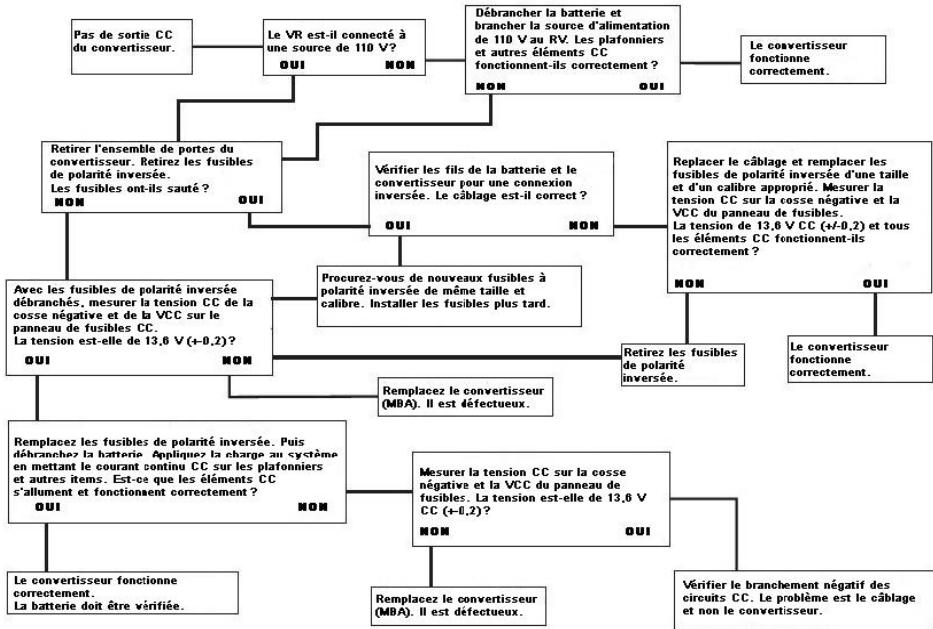 Pas de sortie CC
du convertisseur.
Le VR est-il connecté à
une source de 110 V?
OUI NON
Débrancher la batterie et
brancher la source d'alimentation
de 110 V au RV. Les plafonniers
et autres éléments CC
fonctionnent-ils correctement ?
NON OUI
Le convertisseur
fonctionne
correctement.
Retirer l'ensemble de portes du
convertisseur. Retirez les fusibles
de polarité inversée.
Les fusibles ont-ils sauté ?
NON OUI
Vérifier les fils de la batterie et le
convertisseur pour une connexion
inversée. Le câblage est-il correct ?
OUI NON
Replacer le câblage et remplacer les
fusibles de polarité inversée d'une taille
et d'un calibre approprié. Mesurer la
tension CC sur la cosse négative et la
VCC du panneau de fusibles.
La tension de 13,6 V CC (+/-0,2) et tous
les éléments CC fonctionnent-ils
correctement ?
NON OUI
Procurez-vous de nouveaux fusibles à
polarité inversée de même taille et
calibre. Installer les fusibles plus tard.
Avec les fusibles de polarité inversée
débranchés, mesurer la tension CC de la
cosse négative et de la VCC sur le
panneau de fusibles CC.
La tension est-elle de 13,6 V (+-0,2) ?
OUI NON
Retirez les fusibles
de polarité
inversée.
Le convertisseur
fonctionne
correctement.
Remplacez le convertisseur
(MBA). Il est défectueux.
Remplacez les fusibles de polarité inversée. Puis
débranchez la batterie. Appliquez la charge au système
en mettant le courant continu CC sur les plafonniers
et autres items. Est-ce que les éléments CC
s'allument et fonctionnent correctement ?
OUI NON
Mesurer la tension CC sur la cosse
négative et la VCC du panneau de
fusibles. La tension est-elle de 13,6 V
CC (+-0,2) ?
NON OUI
Le convertisseur fonctionne
correctement.
La batterie doit être vérifiée.
Remplacez le convertisseur
(MBA). Il est défectueux.
Vérifier le branchement négatif des
circuits CC. Le problème est le câblage
et non le convertisseur.